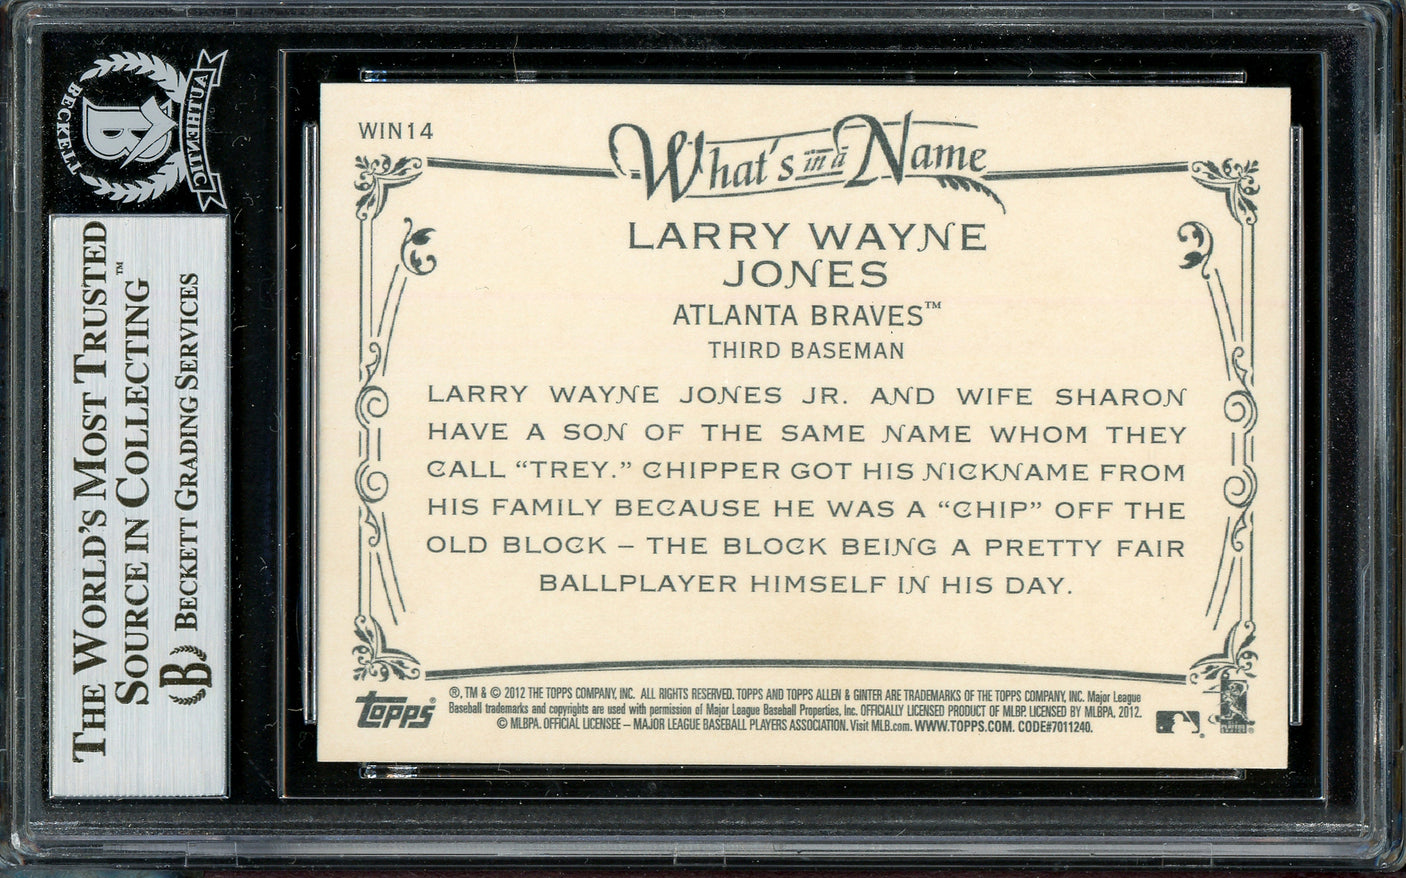 BECKETT
AUTHENTIC
B
THE WORLD'S MOST TRUSTED
SOURCE IN COLLECTING™
B BECKETT GRADING SERVICES
WIN14
What's in a Name
LARRY WAYNE
JONES
ATLANTA BRAVES™
THIRD BASEMAN
LARRY WAYNE JONES JR. AND WIFE SHARON
HAVE A SON OF THE SAME NAME WHOM THEY
CALL “TREY.” CHIPPER GOT HIS NICKNAME FROM
HIS FAMILY BECAUSE HE WAS A “CHIP” OFF THE
OLD BLOCK – THE BLOCK BEING A PRETTY FAIR
BALLPLAYER HIMSELF IN HIS DAY.
topps®
®, TM & © 2012 THE TOPPS COMPANY, INC. ALL RIGHTS RESERVED. TOPPS AND TOPPS ALLEN & GINTER ARE TRADEMARKS OF THE TOPPS COMPANY, INC. Major League
Baseball trademarks and copyrights are used with permission of Major League Baseball Properties, Inc. OFFICIALLY LICENSED PRODUCT OF MLBP. LICENSED BY MLBPA, 2012.
© MLBPA. OFFICIAL LICENSEE – MAJOR LEAGUE BASEBALL PLAYERS ASSOCIATION. Visit MLB.com. WWW.TOPPS.COM. CODE#7011240.